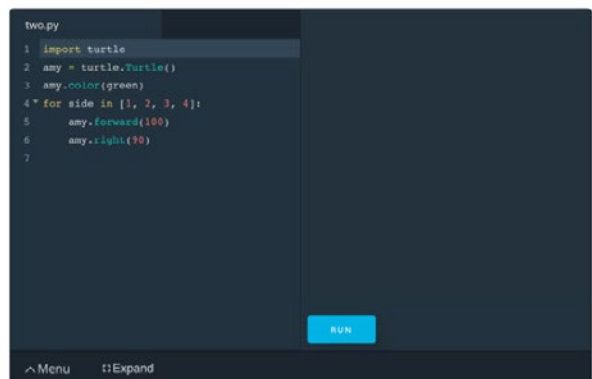 two.py
1 import turtle
2 amy = turtle.Turtle()
3 amy.color(green)
4 for side in [1, 2, 3, 4]:
5     amy.forward(100)
6     amy.right(90)
7
RUN
Menu Expand